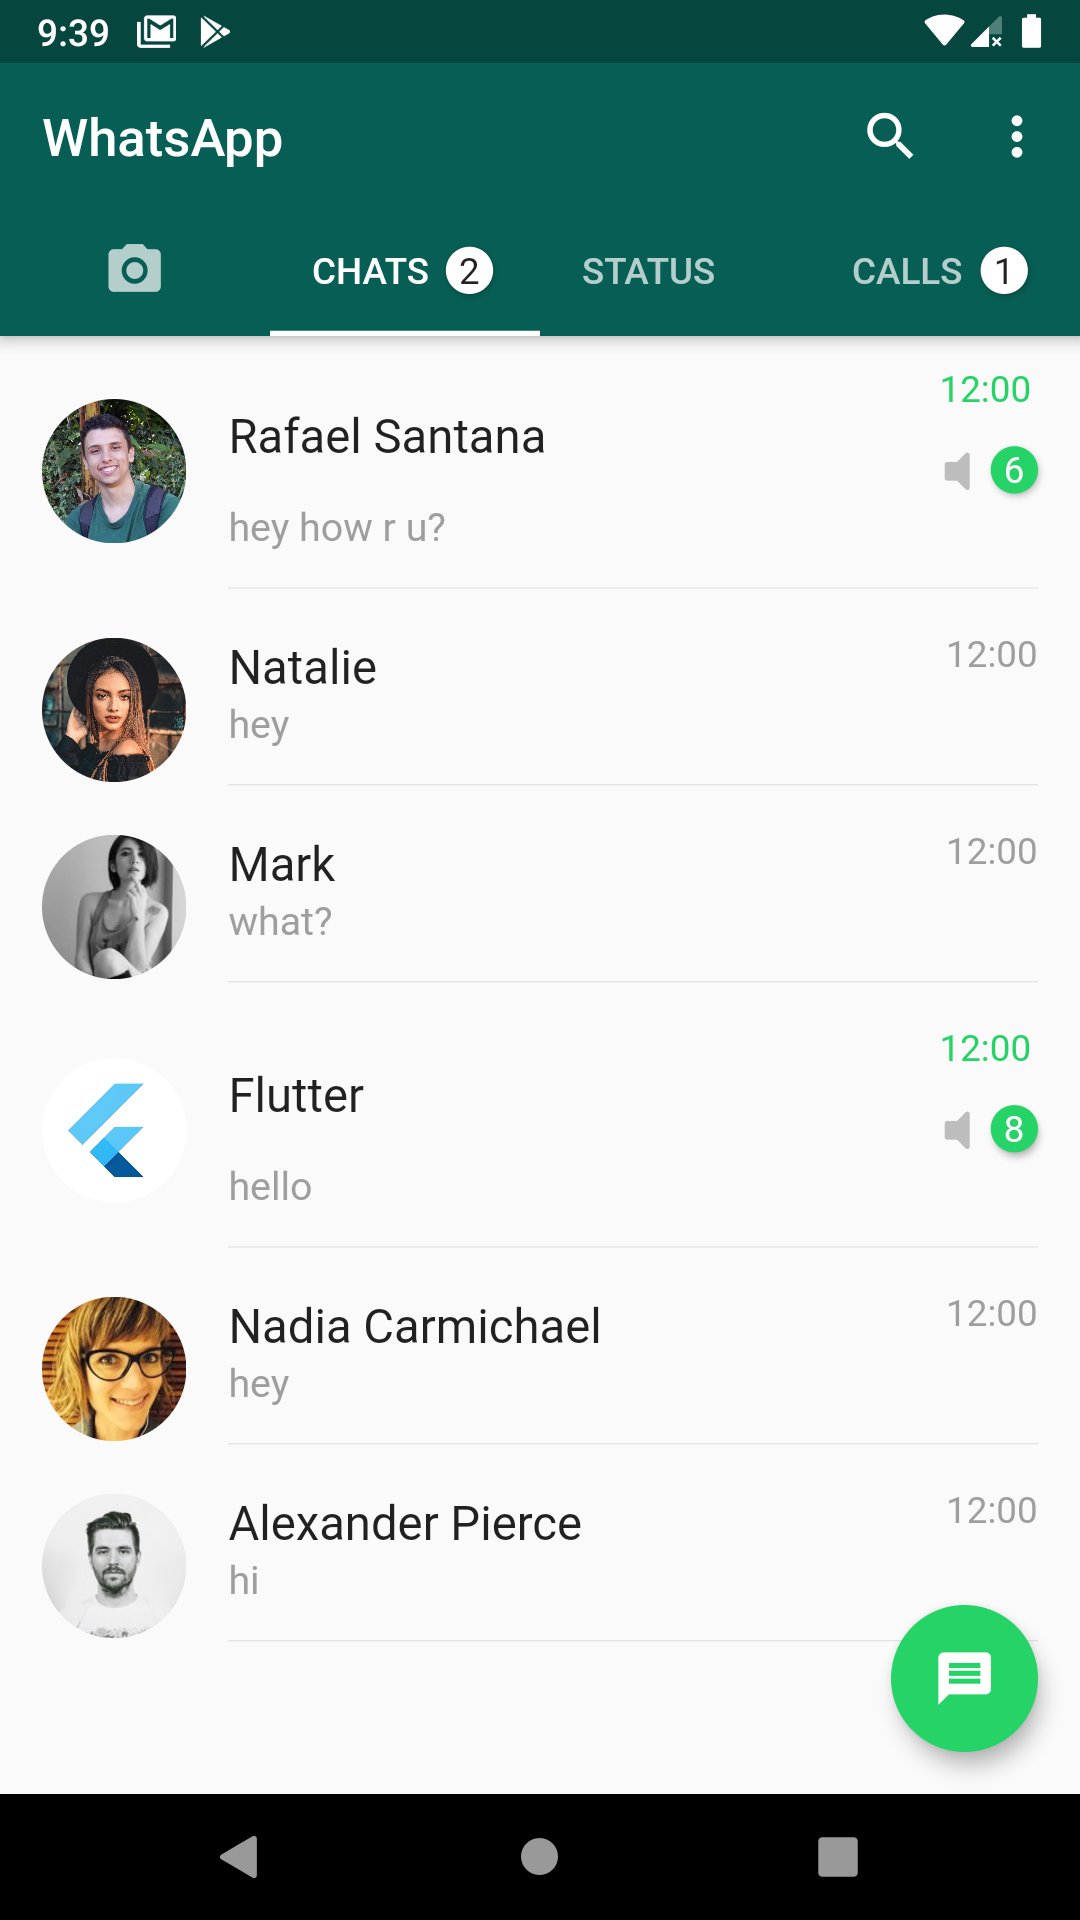 9:39
WhatsApp
CHATS 2 STATUS CALLS 1
12:00
Rafael Santana
6
hey how r u?
Natalie 12:00
hey
Mark 12:00
what?
12:00
Flutter
8
hello
Nadia Carmichael 12:00
hey
Alexander Pierce 12:00
hi